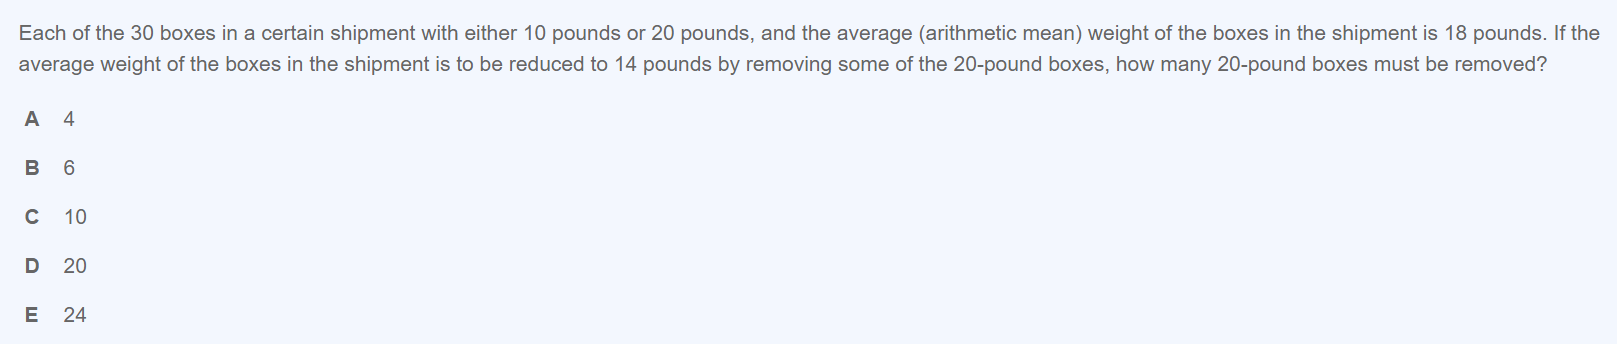 Each of the 30 boxes in a certain shipment with either 10 pounds or 20 pounds, and the average (arithmetic mean) weight of the boxes in the shipment is 18 pounds. If the
average weight of the boxes in the shipment is to be reduced to 14 pounds by removing some of the 20-pound boxes, how many 20-pound boxes must be removed?
A 4
B 6
C 10
D 20
E 24